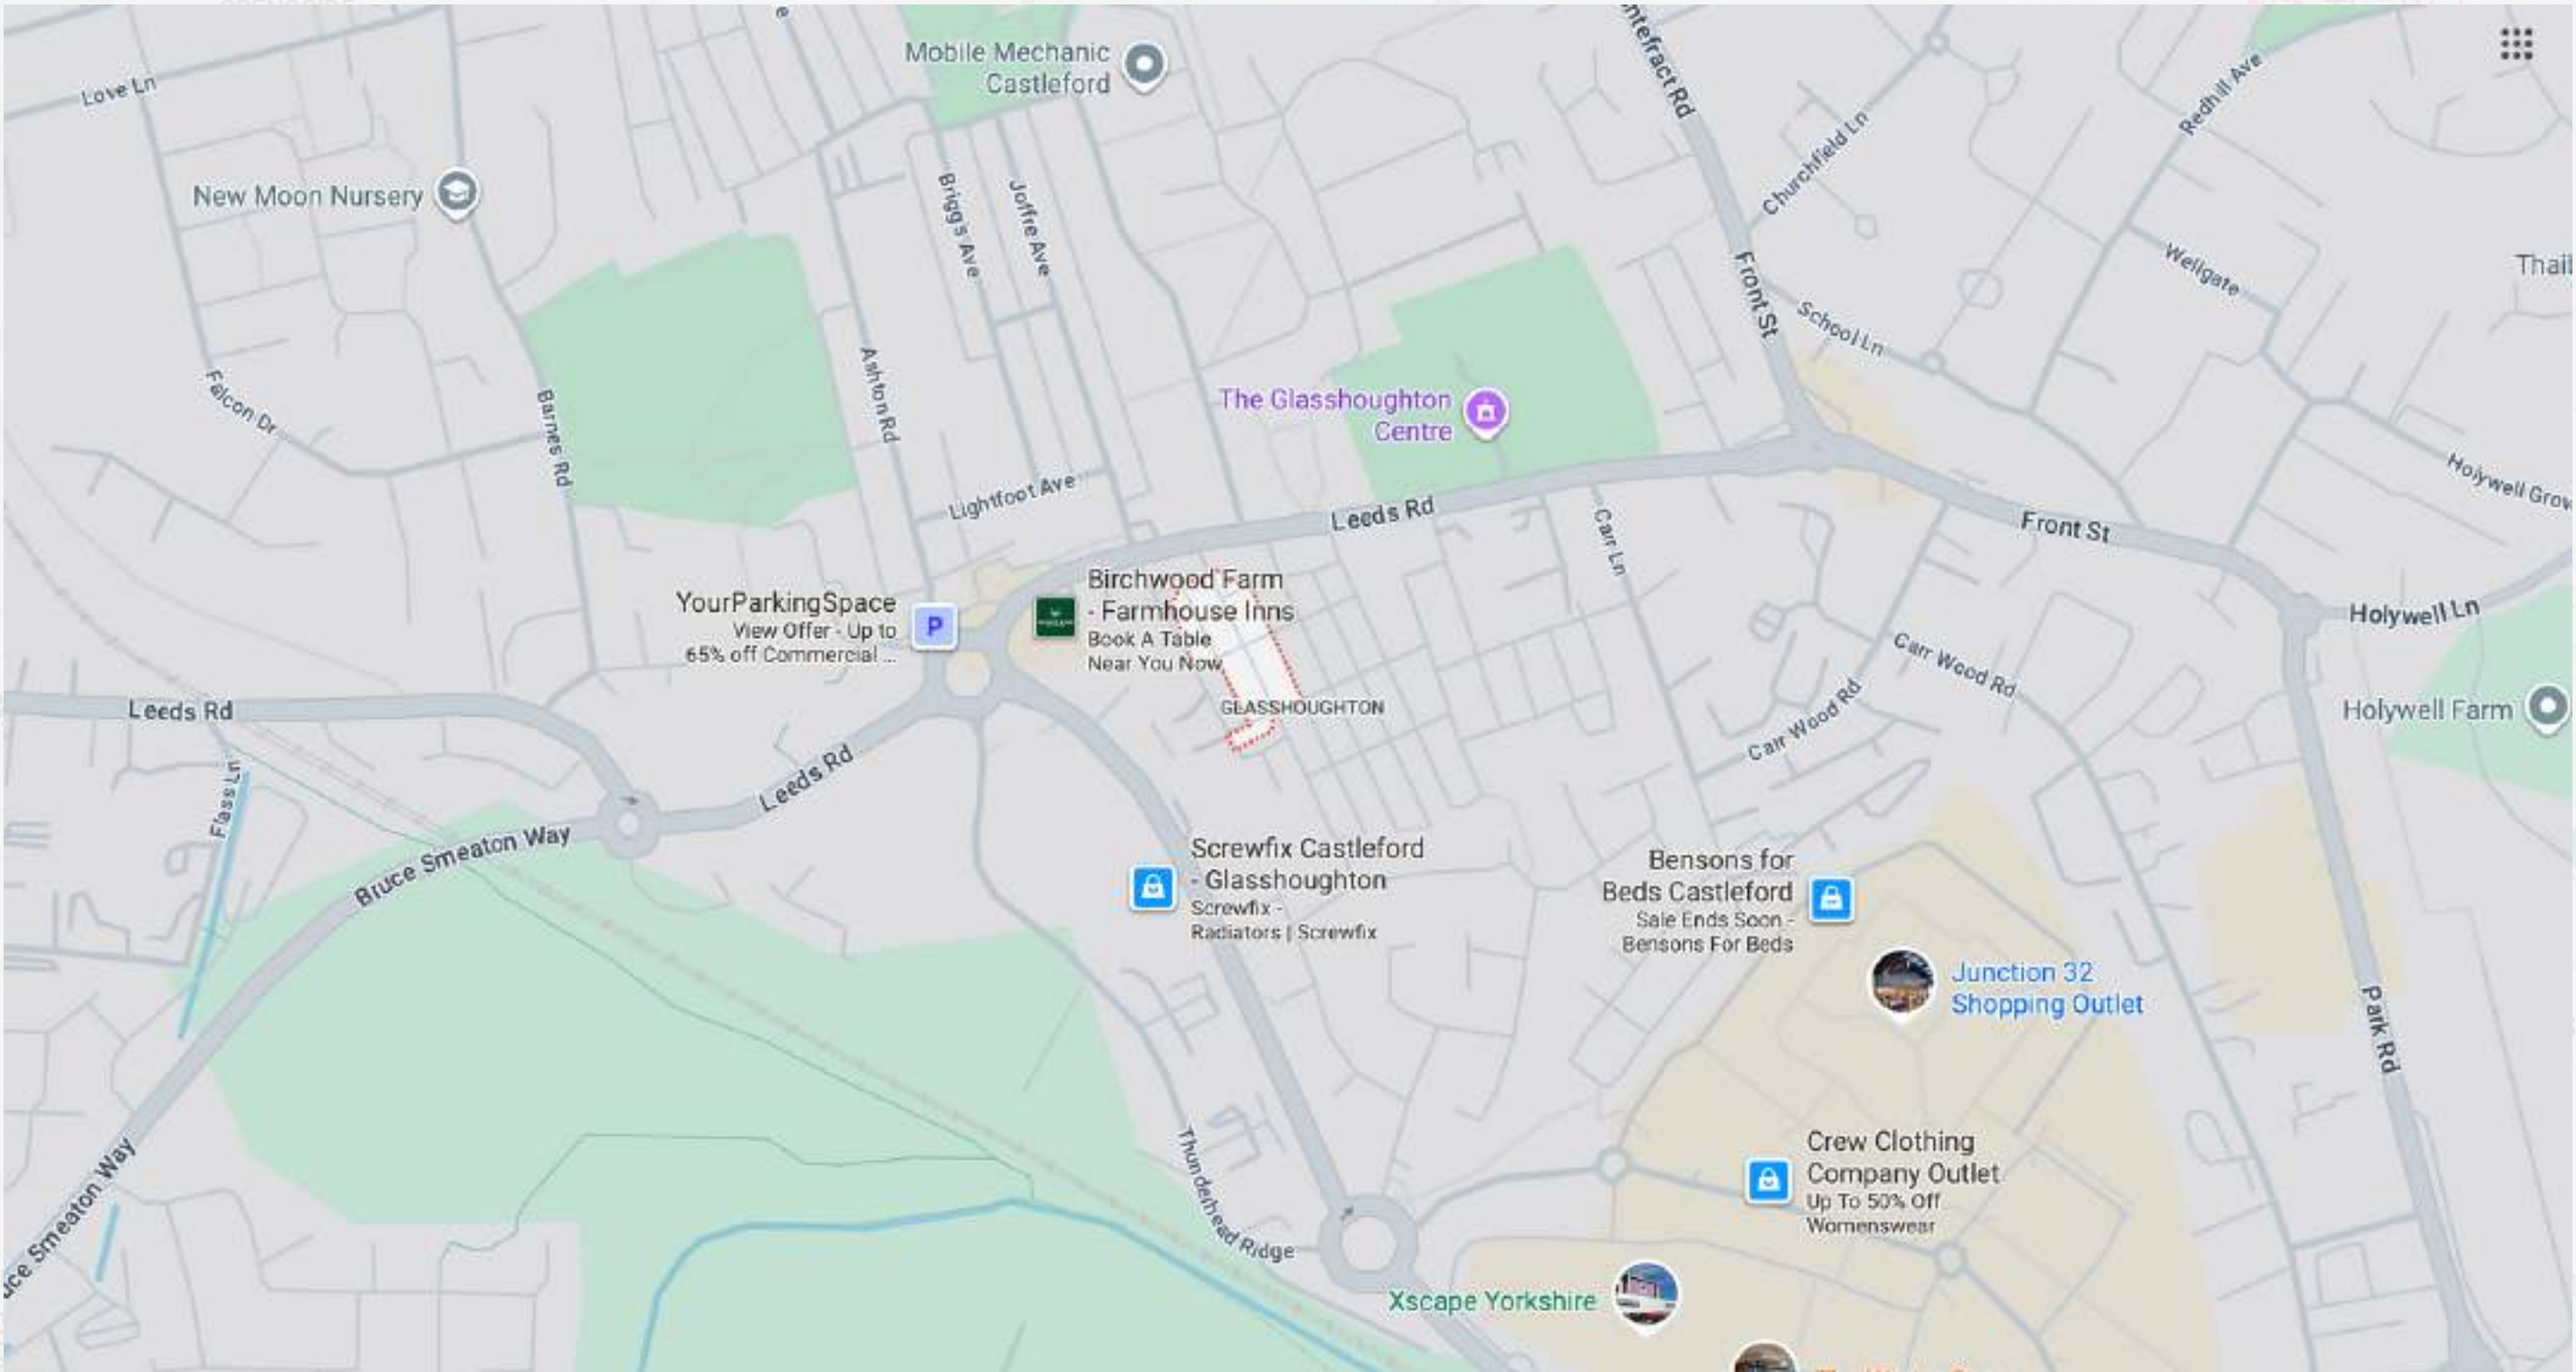 Mobile Mechanic
Castleford
Love Ln
New Moon Nursery
Briggs Ave
Joffre Ave
Churchfield Ln
Redhill Ave
Wellgate
Front St
School Ln
Falcon Dr
Barnes Rd
Ashton Rd
Lightfoot Ave
The Glasshoughton
Centre
Leeds Rd
Carr Ln
Front St
Holywell Ln
YourParkingSpace
View Offer - Up to
65% off Commercial ...
P
Birchwood Farm
- Farmhouse Inns
Book A Table
Near You Now
GLASSHOUGHTON
Carr Wood Rd
Carr Wood Rd
Holywell Farm
Leeds Rd
Leeds Rd
Flass Ln
Bruce Smeaton Way
Screwfix Castleford
- Glasshoughton
Screwfix -
Radiators | Screwfix
Bensons for
Beds Castleford
Sale Ends Soon -
Bensons For Beds
Junction 32
Shopping Outlet
Park Rd
Crew Clothing
Company Outlet
Up To 50% Off
Womenswear
Thunderhead Ridge
Smeaton Way
Xscape Yorkshire